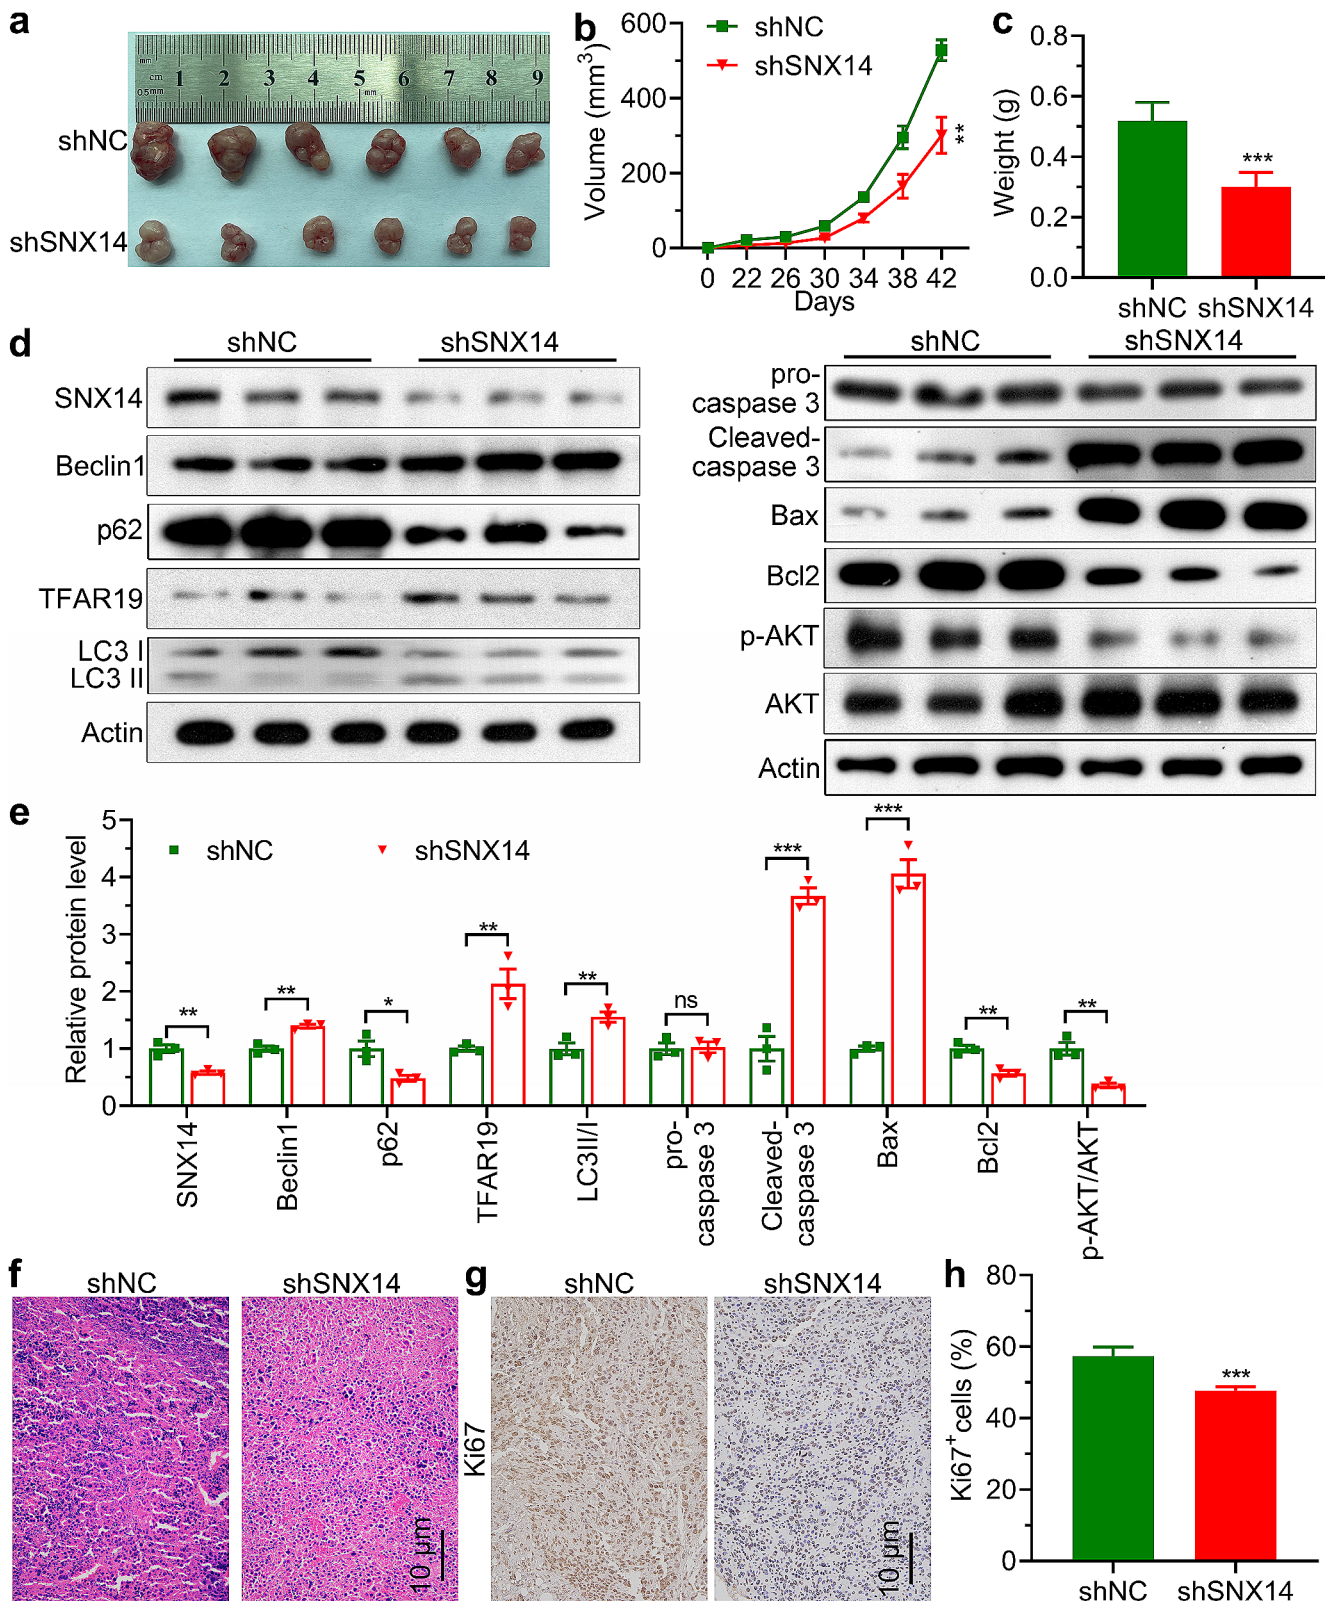 a
mm
cm
0.5mm
1 2 3 4 5 6 7 8 9
mm
shNC
shSNX14
b
shNC
shSNX14
Volume (mm³)
600
400
200
0
**
0 22 26 30 34 38 42
Days
c
Weight (g)
0.8
0.6
0.4
0.2
0.0
***
shNC shSNX14
d
shNC shSNX14
SNX14
Beclin1
p62
TFAR19
LC3 I
LC3 II
Actin
shNC shSNX14
pro-
caspase 3
Cleaved-
caspase 3
Bax
Bcl2
p-AKT
AKT
Actin
e
Relative protein level
5
4
3
2
1
0
shNC shSNX14
** ** * ** ** ns *** *** ** **
SNX14
Beclin1
p62
TFAR19
LC3II/I
pro-
caspase 3
Cleaved-
caspase 3
Bax
Bcl2
p-AKT/AKT
f
shNC shSNX14
10 μm
g
shNC shSNX14
Ki67
10 μm
h
Ki67⁺ cells (%)
80
60
40
20
0
***
shNC shSNX14